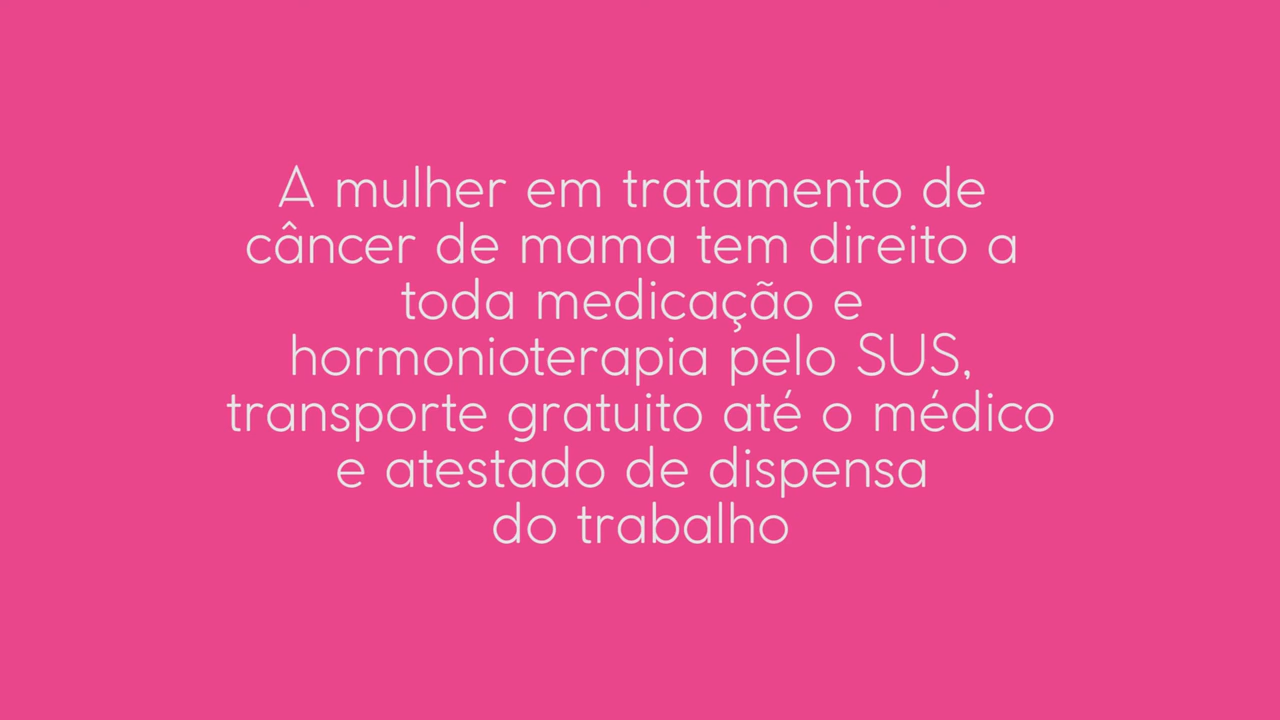 A mulher em tratamento de
câncer de mama tem direito a
toda medicação e
hormonioterapia pelo SUS,
transporte gratuito até o médico
e atestado de dispensa
do trabalho